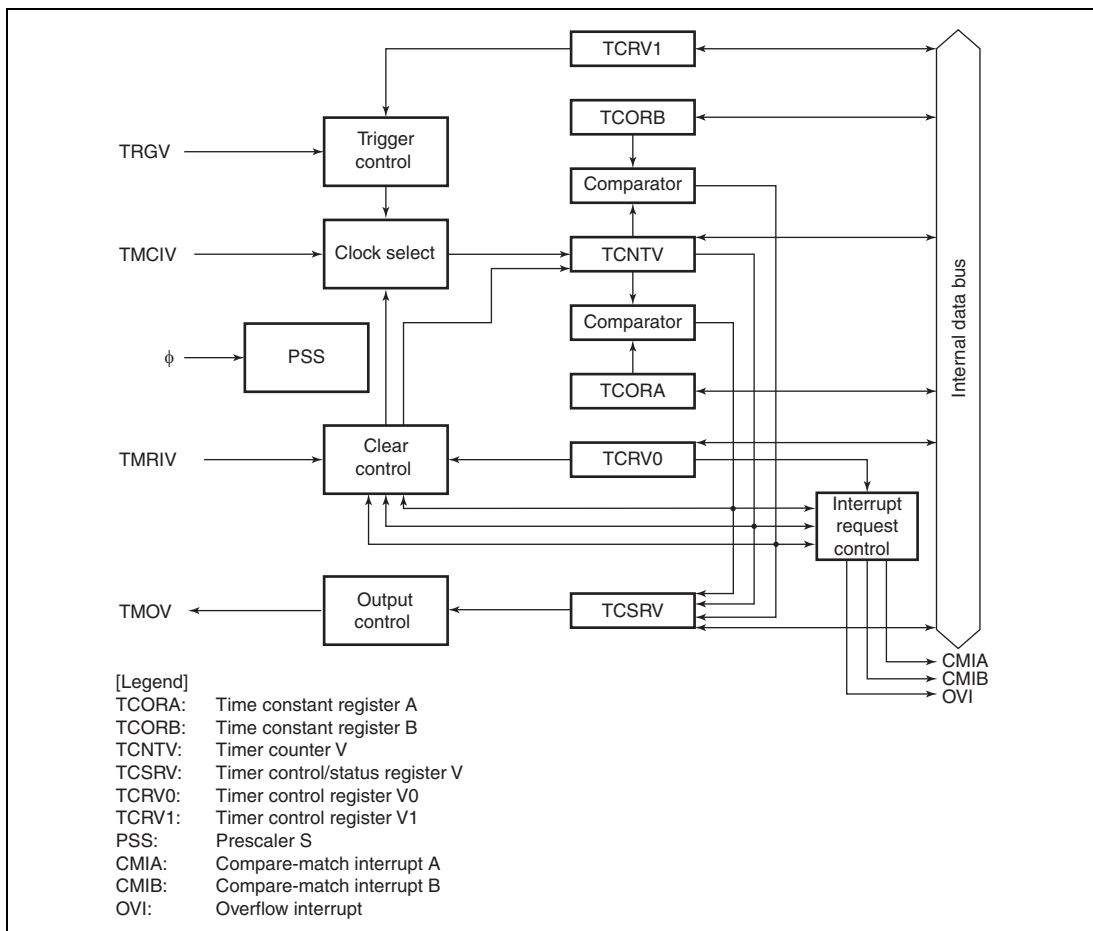 TCRV1
TCORB
Trigger
control
TRGV
Comparator
Clock select
TMCIV
TCNTV
Internal data bus
Comparator
φ
PSS
TCORA
Clear
control
TMRIV
TCRV0
Interrupt
request
control
Output
control
TMOV
TCSRV
CMIA
CMIB
OVI
[Legend]
TCORA: Time constant register A
TCORB: Time constant register B
TCNTV: Timer counter V
TCSRV: Timer control/status register V
TCRV0: Timer control register V0
TCRV1: Timer control register V1
PSS: Prescaler S
CMIA: Compare-match interrupt A
CMIB: Compare-match interrupt B
OVI: Overflow interrupt